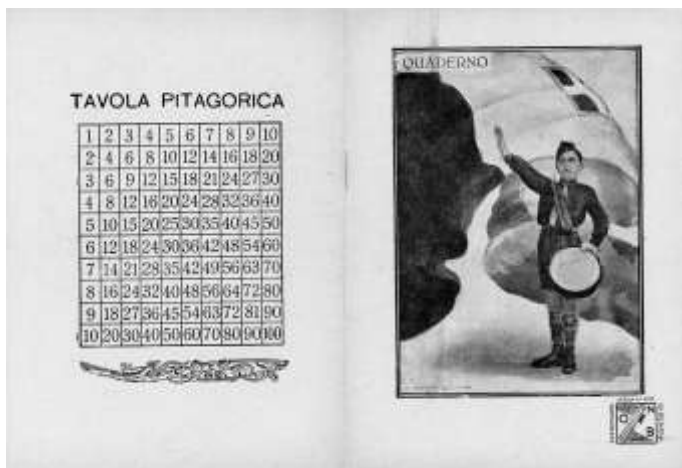 TAVOLA PITAGORICA
1 2 3 4 5 6 7 8 9 10
2 4 6 8 10 12 14 16 18 20
3 6 9 12 15 18 21 24 27 30
4 8 12 16 20 24 28 32 36 40
5 10 15 20 25 30 35 40 45 50
6 12 18 24 30 36 42 48 54 60
7 14 21 28 35 42 49 56 63 70
8 16 24 32 40 48 56 64 72 80
9 18 27 36 45 54 63 72 81 90
10 20 30 40 50 60 70 80 90 100
QUADERNO
O N
B